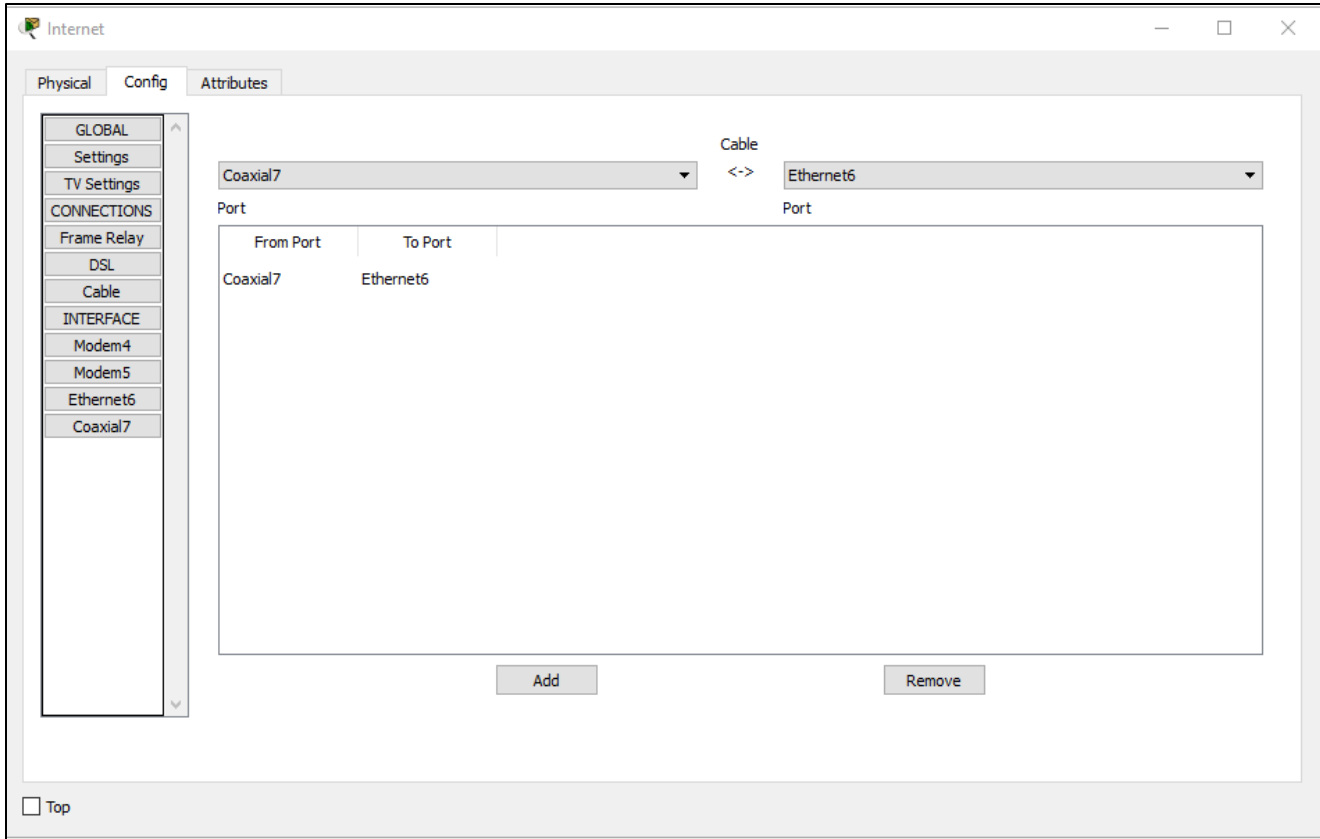 Internet
Physical Config Attributes
GLOBAL
Settings
TV Settings
CONNECTIONS
Frame Relay
DSL
Cable
INTERFACE
Modem4
Modem5
Ethernet6
Coaxial7
Cable
Coaxial7 <-> Ethernet6
Port Port
From Port To Port
Coaxial7 Ethernet6
Add Remove
Top